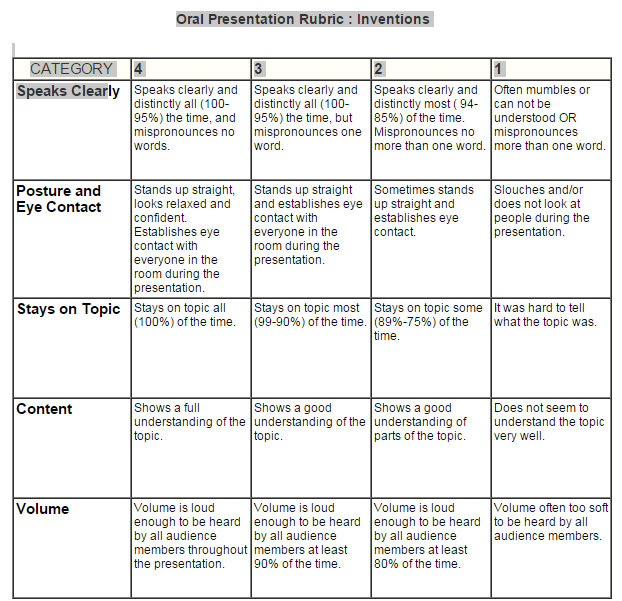 Oral Presentation Rubric : Inventions
CATEGORY 4 3 2 1
Speaks Clearly
Speaks clearly and
distinctly all (100-
95%) the time, and
mispronounces no
words.
Speaks clearly and
distinctly all (100-
95%) the time, but
mispronounces one
word.
Speaks clearly and
distinctly most ( 94-
85%) of the time.
Mispronounces no
more than one word.
Often mumbles or
can not be
understood OR
mispronounces
more than one word.
Posture and
Eye Contact
Stands up straight,
looks relaxed and
confident.
Establishes eye
contact with
everyone in the
room during the
presentation.
Stands up straight
and establishes eye
contact with
everyone in the
room during the
presentation.
Sometimes stands
up straight and
establishes eye
contact.
Slouches and/or
does not look at
people during the
presentation.
Stays on Topic
Stays on topic all
(100%) of the time.
Stays on topic most
(99-90%) of the time.
Stays on topic some
(89%-75%) of the
time.
It was hard to tell
what the topic was.
Content
Shows a full
understanding of the
topic.
Shows a good
understanding of the
topic.
Shows a good
understanding of
parts of the topic.
Does not seem to
understand the topic
very well.
Volume
Volume is loud
enough to be heard
by all audience
members throughout
the presentation.
Volume is loud
enough to be heard
by all audience
members at least
90% of the time.
Volume is loud
enough to be heard
by all audience
members at least
80% of the time.
Volume often too soft
to be heard by all
audience members.